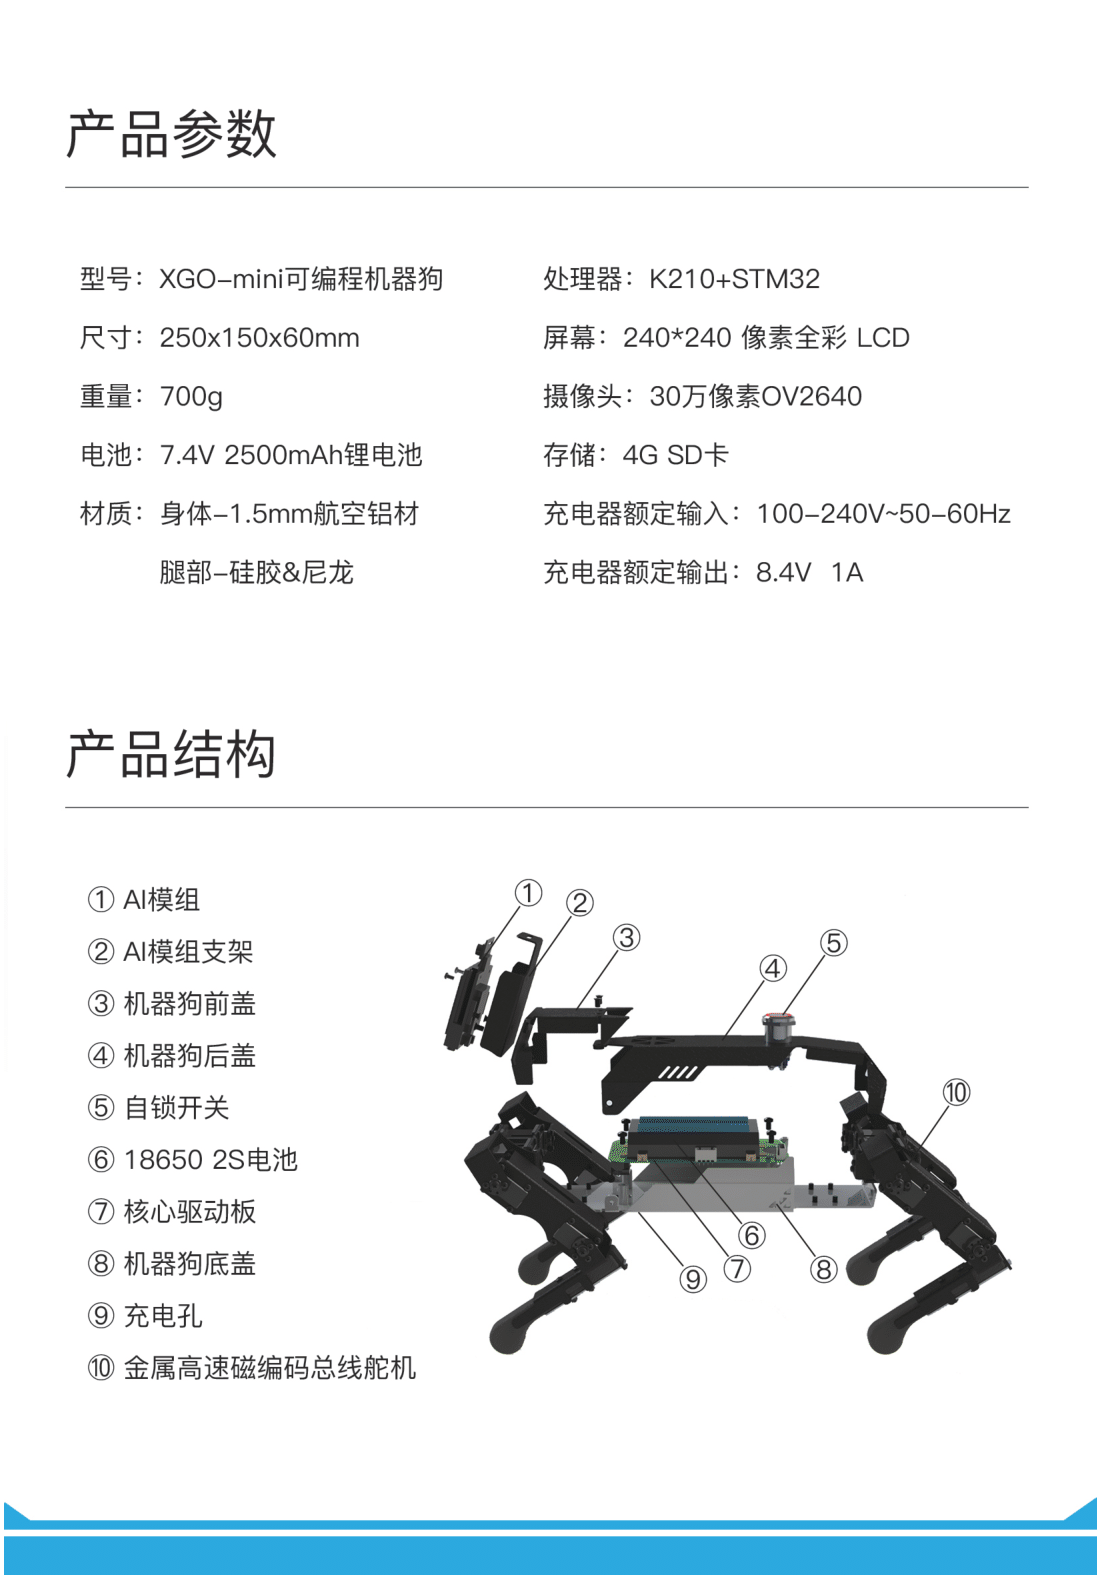 产品参数
型号：XGO-mini可编程机器狗
尺寸：250x150x60mm
重量：700g
电池：7.4V 2500mAh锂电池
材质：身体-1.5mm航空铝材
腿部-硅胶&尼龙
处理器：K210+STM32
屏幕：240*240 像素全彩 LCD
摄像头：30万像素OV2640
存储：4G SD卡
充电器额定输入：100-240V~50-60Hz
充电器额定输出：8.4V 1A
产品结构
① AI模组
② AI模组支架
③ 机器狗前盖
④ 机器狗后盖
⑤ 自锁开关
⑥ 18650 2S电池
⑦ 核心驱动板
⑧ 机器狗底盖
⑨ 充电孔
⑩ 金属高速磁编码总线舵机
①
②
③
④
⑤
⑩
⑥
⑦
⑧
⑨